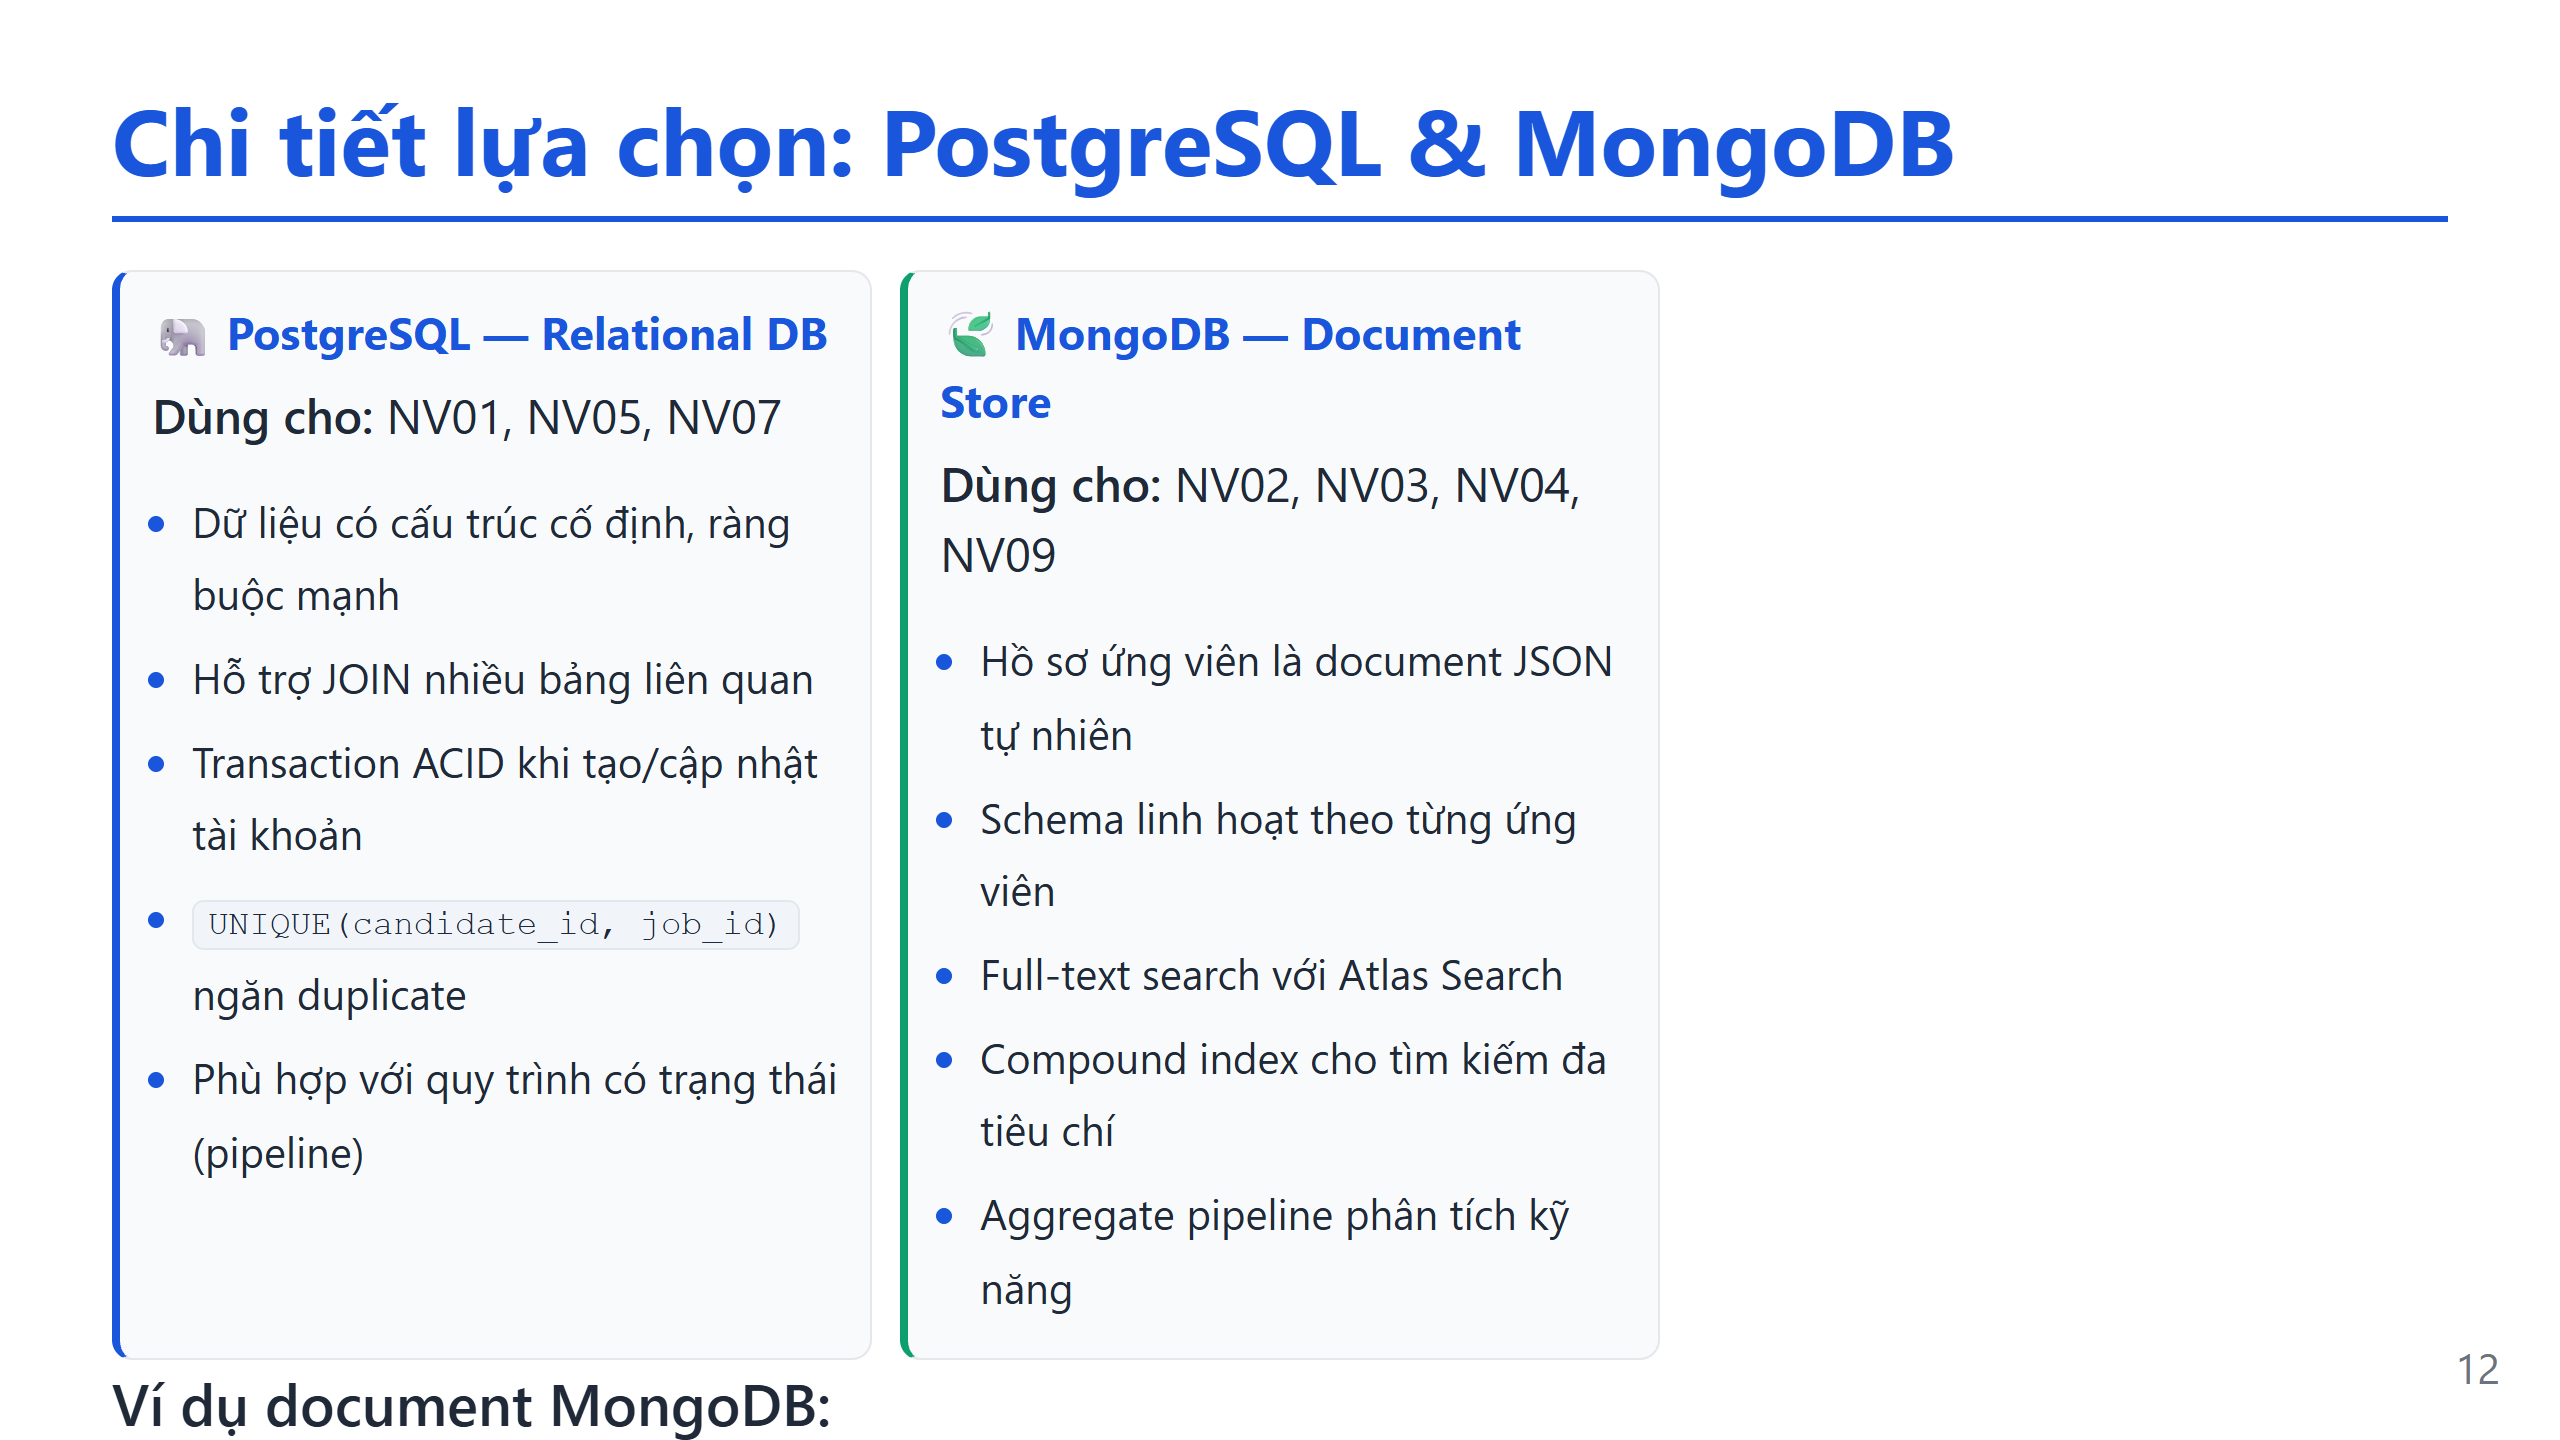 Chi tiết lựa chọn: PostgreSQL & MongoDB
PostgreSQL — Relational DB
Dùng cho: NV01, NV05, NV07
Dữ liệu có cấu trúc cố định, ràng
buộc mạnh
Hỗ trợ JOIN nhiều bảng liên quan
Transaction ACID khi tạo/cập nhật
tài khoản
UNIQUE(candidate_id, job_id)
ngăn duplicate
Phù hợp với quy trình có trạng thái
(pipeline)
MongoDB — Document
Store
Dùng cho: NV02, NV03, NV04,
NV09
Hồ sơ ứng viên là document JSON
tự nhiên
Schema linh hoạt theo từng ứng
viên
Full-text search với Atlas Search
Compound index cho tìm kiếm đa
tiêu chí
Aggregate pipeline phân tích kỹ
năng
Ví dụ document MongoDB:
12